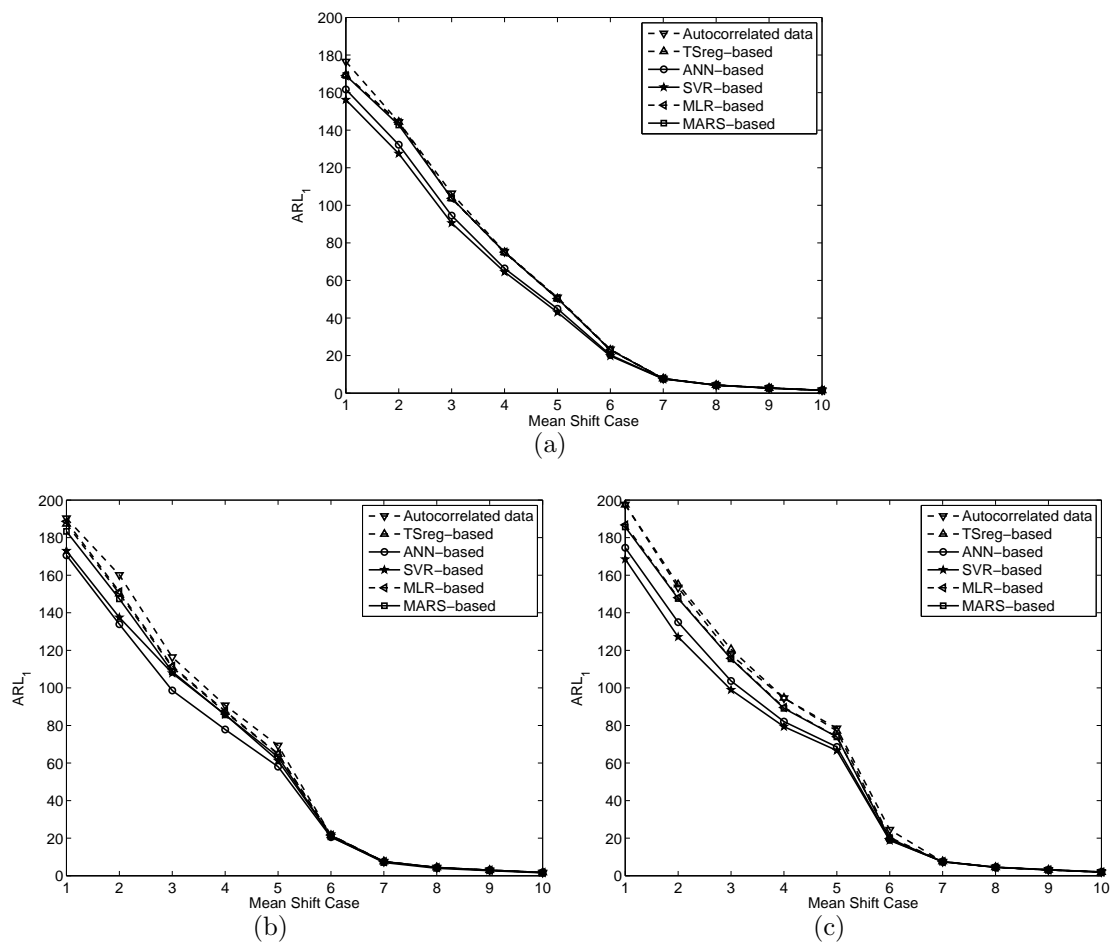 200
180
160
140
120
100
80
60
40
20
0
ARL1
1 2 3 4 5 6 7 8 9 10
Mean Shift Case
Autocorrelated data
TSreg−based
ANN−based
SVR−based
MLR−based
MARS−based
(a)
200
180
160
140
120
100
80
60
40
20
0
ARL1
1 2 3 4 5 6 7 8 9 10
Mean Shift Case
Autocorrelated data
TSreg−based
ANN−based
SVR−based
MLR−based
MARS−based
(b)
200
180
160
140
120
100
80
60
40
20
0
ARL1
1 2 3 4 5 6 7 8 9 10
Mean Shift Case
Autocorrelated data
TSreg−based
ANN−based
SVR−based
MLR−based
MARS−based
(c)